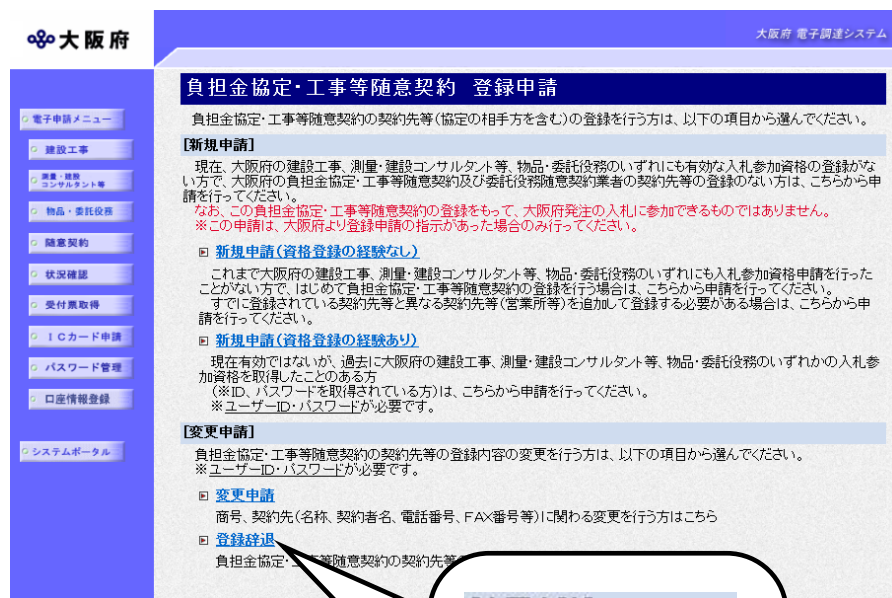 大阪府
大阪府 電子調達システム
電子申請メニュー
建設工事
測量・建設
コンサルタント等
物品・委託役務
随意契約
状況確認
受付票取得
ICカード申請
パスワード管理
口座情報登録
システムポータル
負担金協定・工事等随意契約 登録申請
負担金協定・工事等随意契約の契約先等(協定の相手方を含む)の登録を行う方は、以下の項目から選んでください。
[新規申請]
現在、大阪府の建設工事、測量・建設コンサルタント等、物品・委託役務のいずれにも有効な入札参加資格の登録がな
い方で、大阪府の負担金協定・工事等随意契約及び委託役務随意契約業者の契約先等の登録のない方は、こちらから申
請を行ってください。
なお、この負担金協定・工事等随意契約の登録をもって、大阪府発注の入札に参加できるものではありません。
※この申請は、大阪府より登録申請の指示があった場合のみ行ってください。
新規申請(資格登録の経験なし)
これまで大阪府の建設工事、測量・建設コンサルタント等、物品・委託役務のいずれにも入札参加資格申請を行った
ことがない方で、はじめて負担金協定・工事等随意契約の登録を行う場合は、こちらから申請を行ってください。
すでに登録されている契約先等と異なる契約先等(営業所等)を追加して登録する必要がある場合は、こちらから申
請を行ってください。
新規申請(資格登録の経験あり)
現在有効ではないが、過去に大阪府の建設工事、測量・建設コンサルタント等、物品・委託役務のいずれかの入札参
加資格を取得したことのある方
(※ID、パスワードを取得されている方)は、こちらから申請を行ってください。
※ユーザーID・パスワードが必要です。
[変更申請]
負担金協定・工事等随意契約の契約先等の登録内容の変更を行う方は、以下の項目から選んでください。
※ユーザーID・パスワードが必要です。
変更申請
商号、契約先(名称、契約者名、電話番号、FAX番号等)に関わる変更を行う方はこちら
登録辞退
負担金協定・工事等随意契約の契約先等